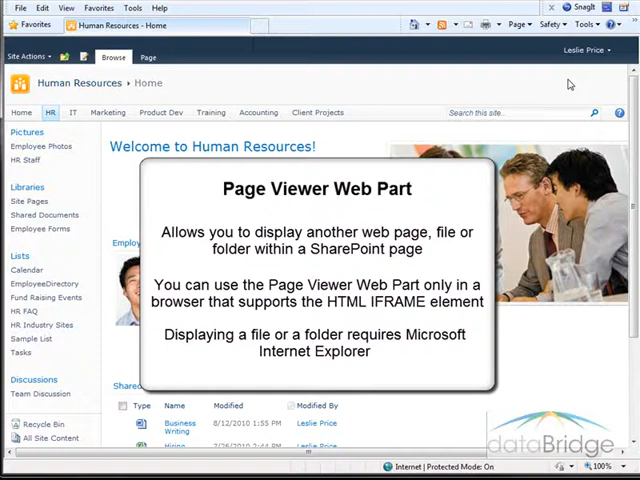 File Edit View Favorites Tools Help SnagIt
Favorites Human Resources - Home
Page Safety Tools
Leslie Price
Site Actions Browse Page
Human Resources Home
Home HR IT Marketing Product Dev Training Accounting Client Projects Search this site...
Pictures
Employee Photos
HR Staff
Libraries
Site Pages
Shared Documents
Employee Forms
Lists
Calendar
EmployeeDirectory
Fund Raising Events
HR FAQ
HR Industry Sites
Sample List
Tasks
Discussions
Team Discussion
Recycle Bin
All Site Content
Welcome to Human Resources!
Page Viewer Web Part
Allows you to display another web page, file or
folder within a SharePoint page
You can use the Page Viewer Web Part only in a
browser that supports the HTML IFRAME element
Displaying a file or a folder requires Microsoft
Internet Explorer
Type Name Modified Modified By
Business
Writing
8/12/2010 1:55 PM Leslie Price
Leslie Price
dataBridge
Internet | Protected Mode: On 100%